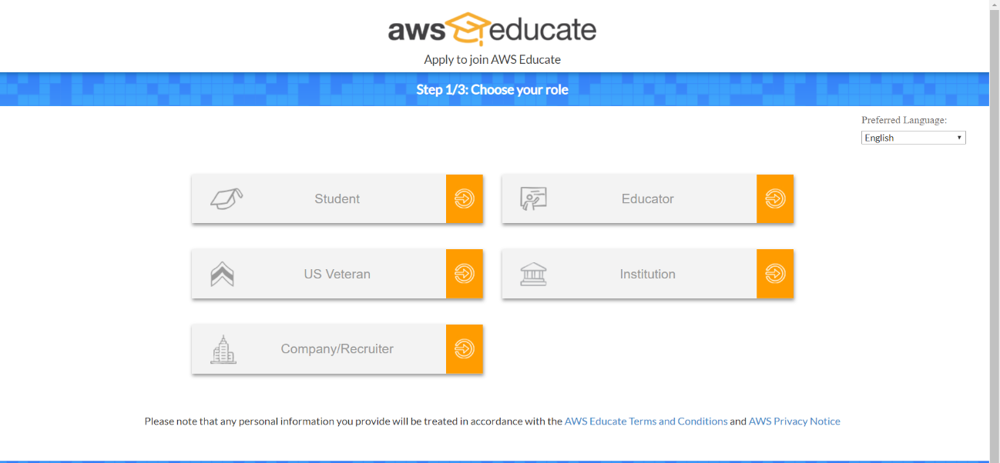 aws educate
Apply to join AWS Educate
Step 1/3: Choose your role
Preferred Language:
English
Student
Educator
US Veteran
Institution
Company/Recruiter
Please note that any personal information you provide will be treated in accordance with the AWS Educate Terms and Conditions and AWS Privacy Notice